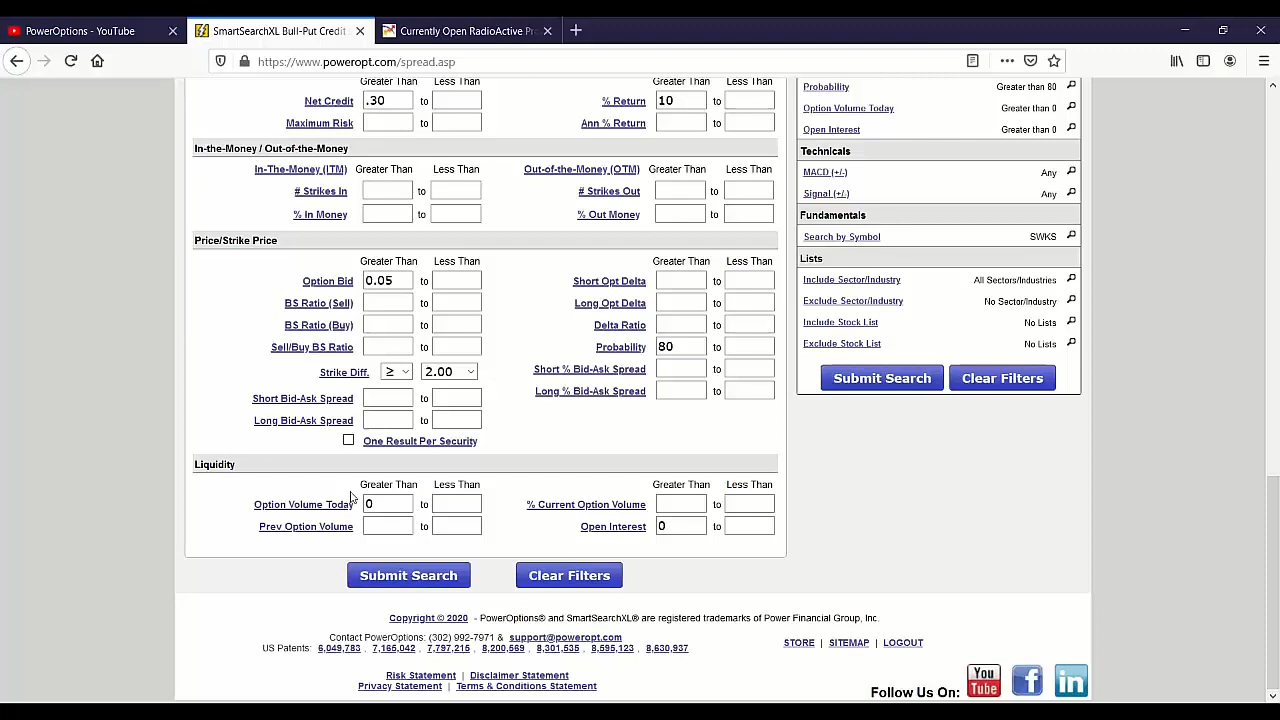 PowerOptions - YouTube
SmartSearchXL Bull-Put Credit
Currently Open RadioActive Pr
https://www.poweropt.com/spread.asp
Greater Than Less Than Greater Than Less Than
Net Credit .30 to % Return 10 to
Maximum Risk to Ann % Return to
In-the-Money / Out-of-the-Money
In-The-Money (ITM) Greater Than Less Than Out-of-the-Money (OTM) Greater Than Less Than
# Strikes In to # Strikes Out to
% In Money to % Out Money to
Price/Strike Price
Greater Than Less Than Greater Than Less Than
Option Bid 0.05 to Short Opt Delta to
BS Ratio (Sell) to Long Opt Delta to
BS Ratio (Buy) to Delta Ratio to
Sell/Buy BS Ratio to Probability 80 to
Strike Diff. ≥ 2.00 Short % Bid-Ask Spread to
Short Bid-Ask Spread to Long % Bid-Ask Spread to
Long Bid-Ask Spread to
One Result Per Security
Liquidity
Greater Than Less Than Greater Than Less Than
Option Volume Today 0 to % Current Option Volume to
Prev Option Volume to Open Interest 0 to
Submit Search Clear Filters
Probability Greater than 80
Option Volume Today Greater than 0
Open Interest Greater than 0
Technicals
MACD (+/-) Any
Signal (+/-) Any
Fundamentals
Search by Symbol SWKS
Lists
Include Sector/Industry All Sectors/Industries
Exclude Sector/Industry No Sector/Industry
Include Stock List No Lists
Exclude Stock List No Lists
Submit Search Clear Filters
Copyright © 2020 - PowerOptions® and SmartSearchXL® are registered trademarks of Power Financial Group, Inc.
Contact PowerOptions: (302) 992-7971 & support@poweropt.com
US Patents: 6,049,783 , 7,165,042 , 7,797,215 , 8,200,569 , 8,301,535 , 8,595,123 , 8,630,937
STORE | SITEMAP | LOGOUT
Risk Statement | Disclaimer Statement
Privacy Statement | Terms & Conditions Statement
Follow Us On: You Tube f in